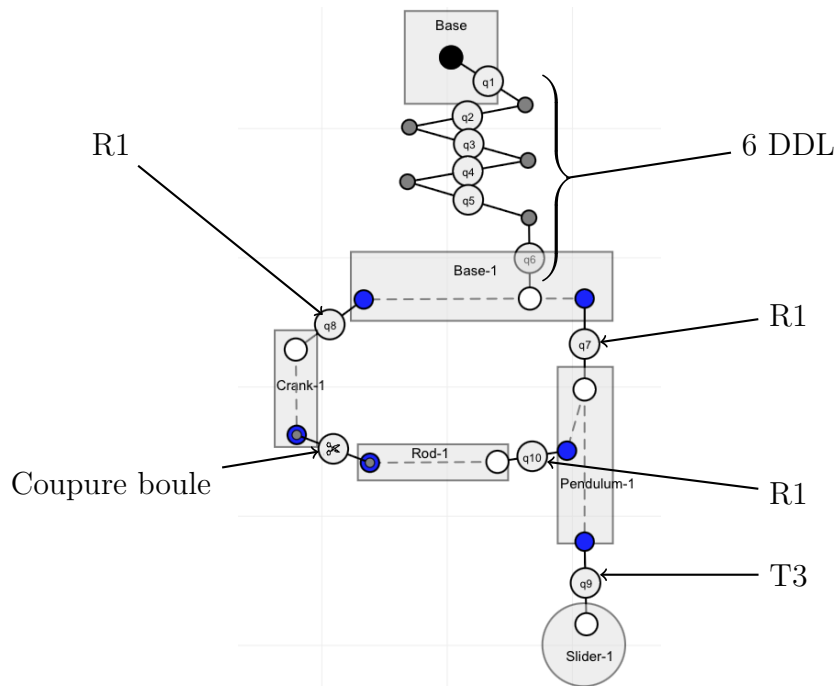 Base
q1
q2
q3
q4
q5
6 DDL
R1
q6
Base-1
q8
R1
q7
Crank-1
Rod-1
q10
Pendulum-1
Coupure boule
R1
q9
T3
Slider-1